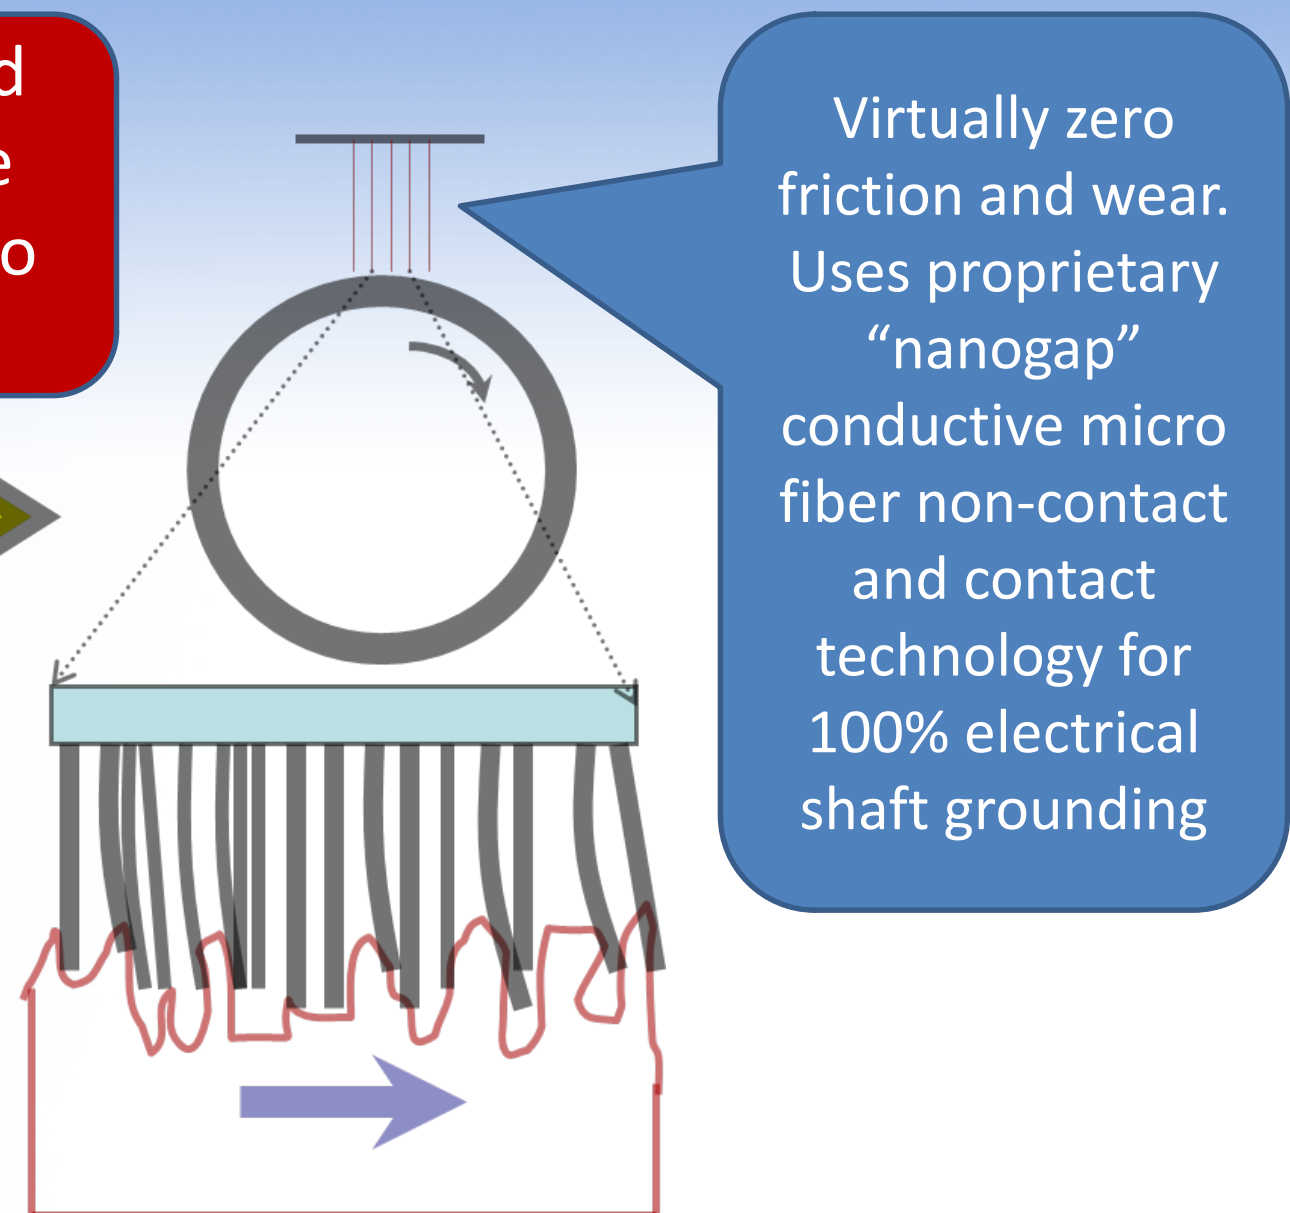 Virtually zero
friction and wear.
Uses proprietary
“nanogap”
conductive micro
fiber non-contact
and contact
technology for
100% electrical
shaft grounding